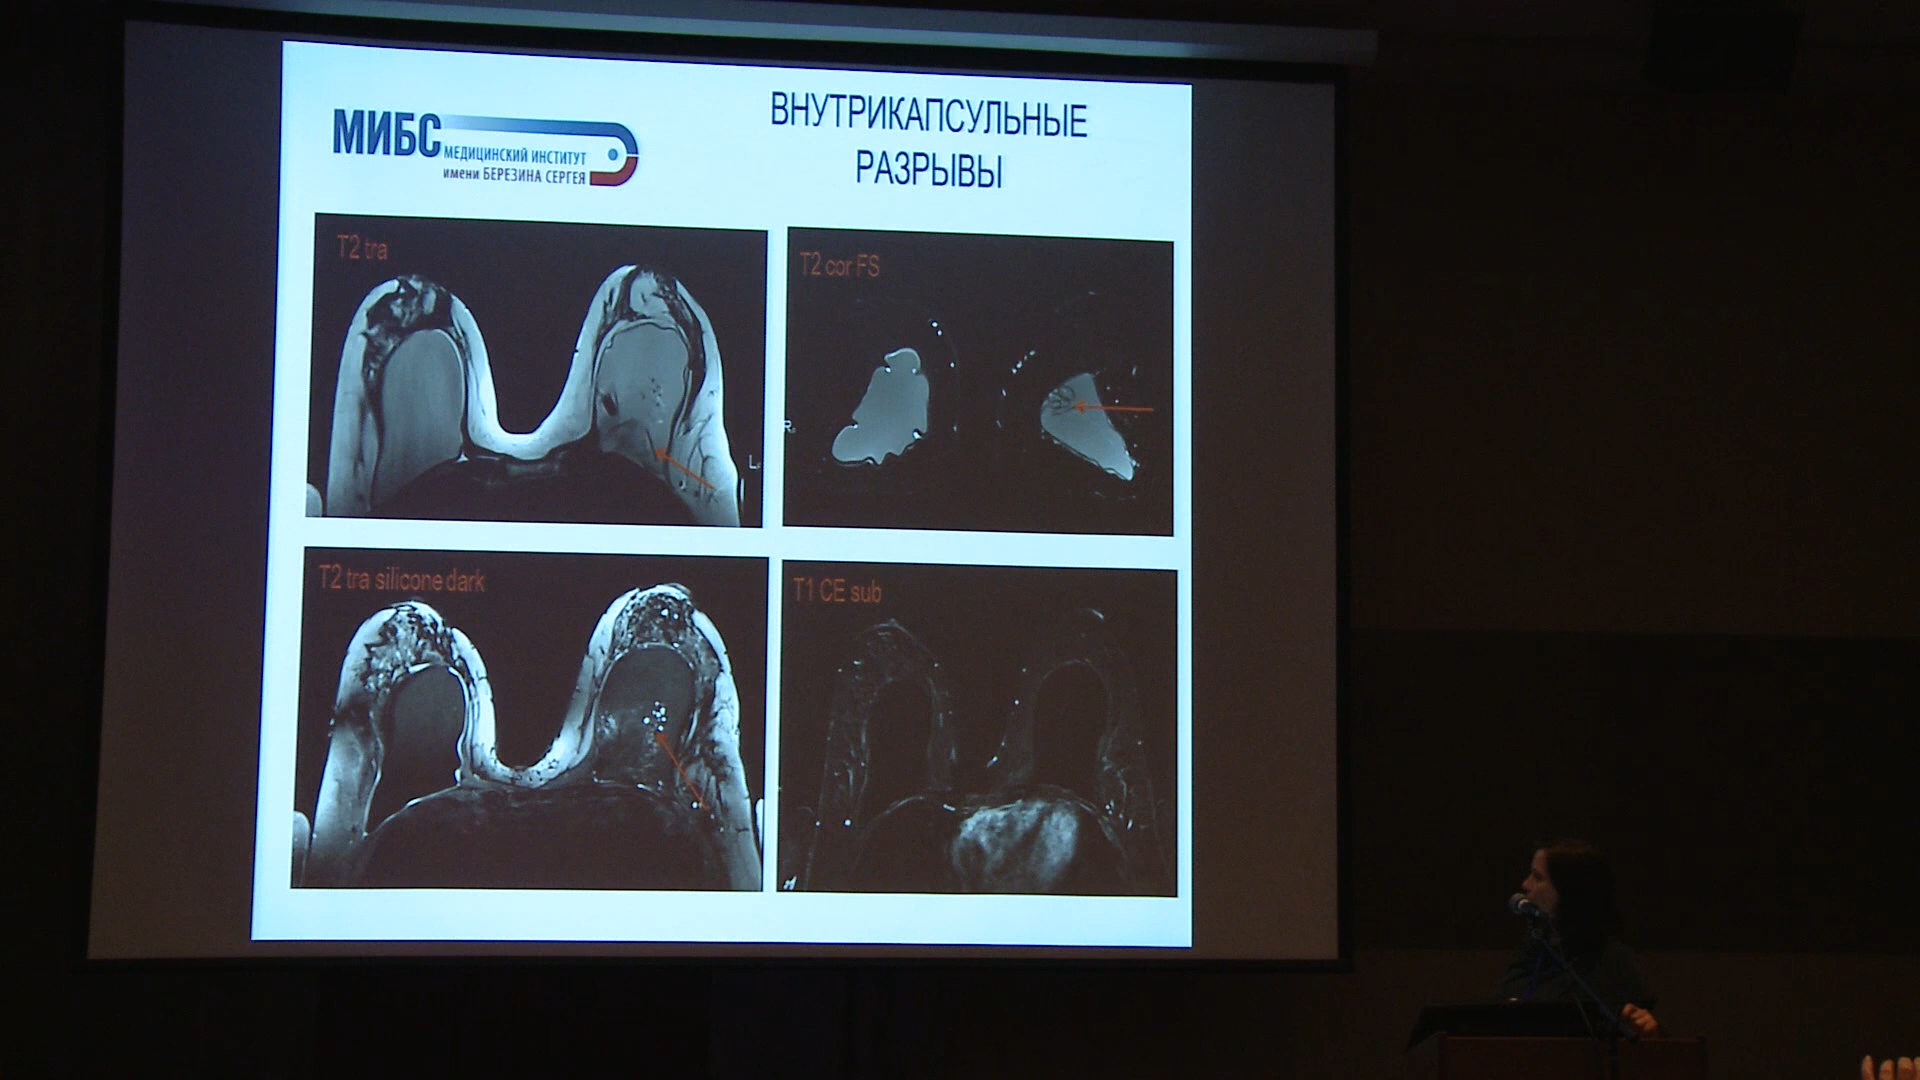 МИБС
МЕДИЦИНСКИЙ ИНСТИТУТ
имени БЕРЕЗИНА СЕРГЕЯ
ВНУТРИКАПСУЛЬНЫЕ
РАЗРЫВЫ
T2 tra
T2 cor FS
T2 tra silicone dark
T1 CE sub